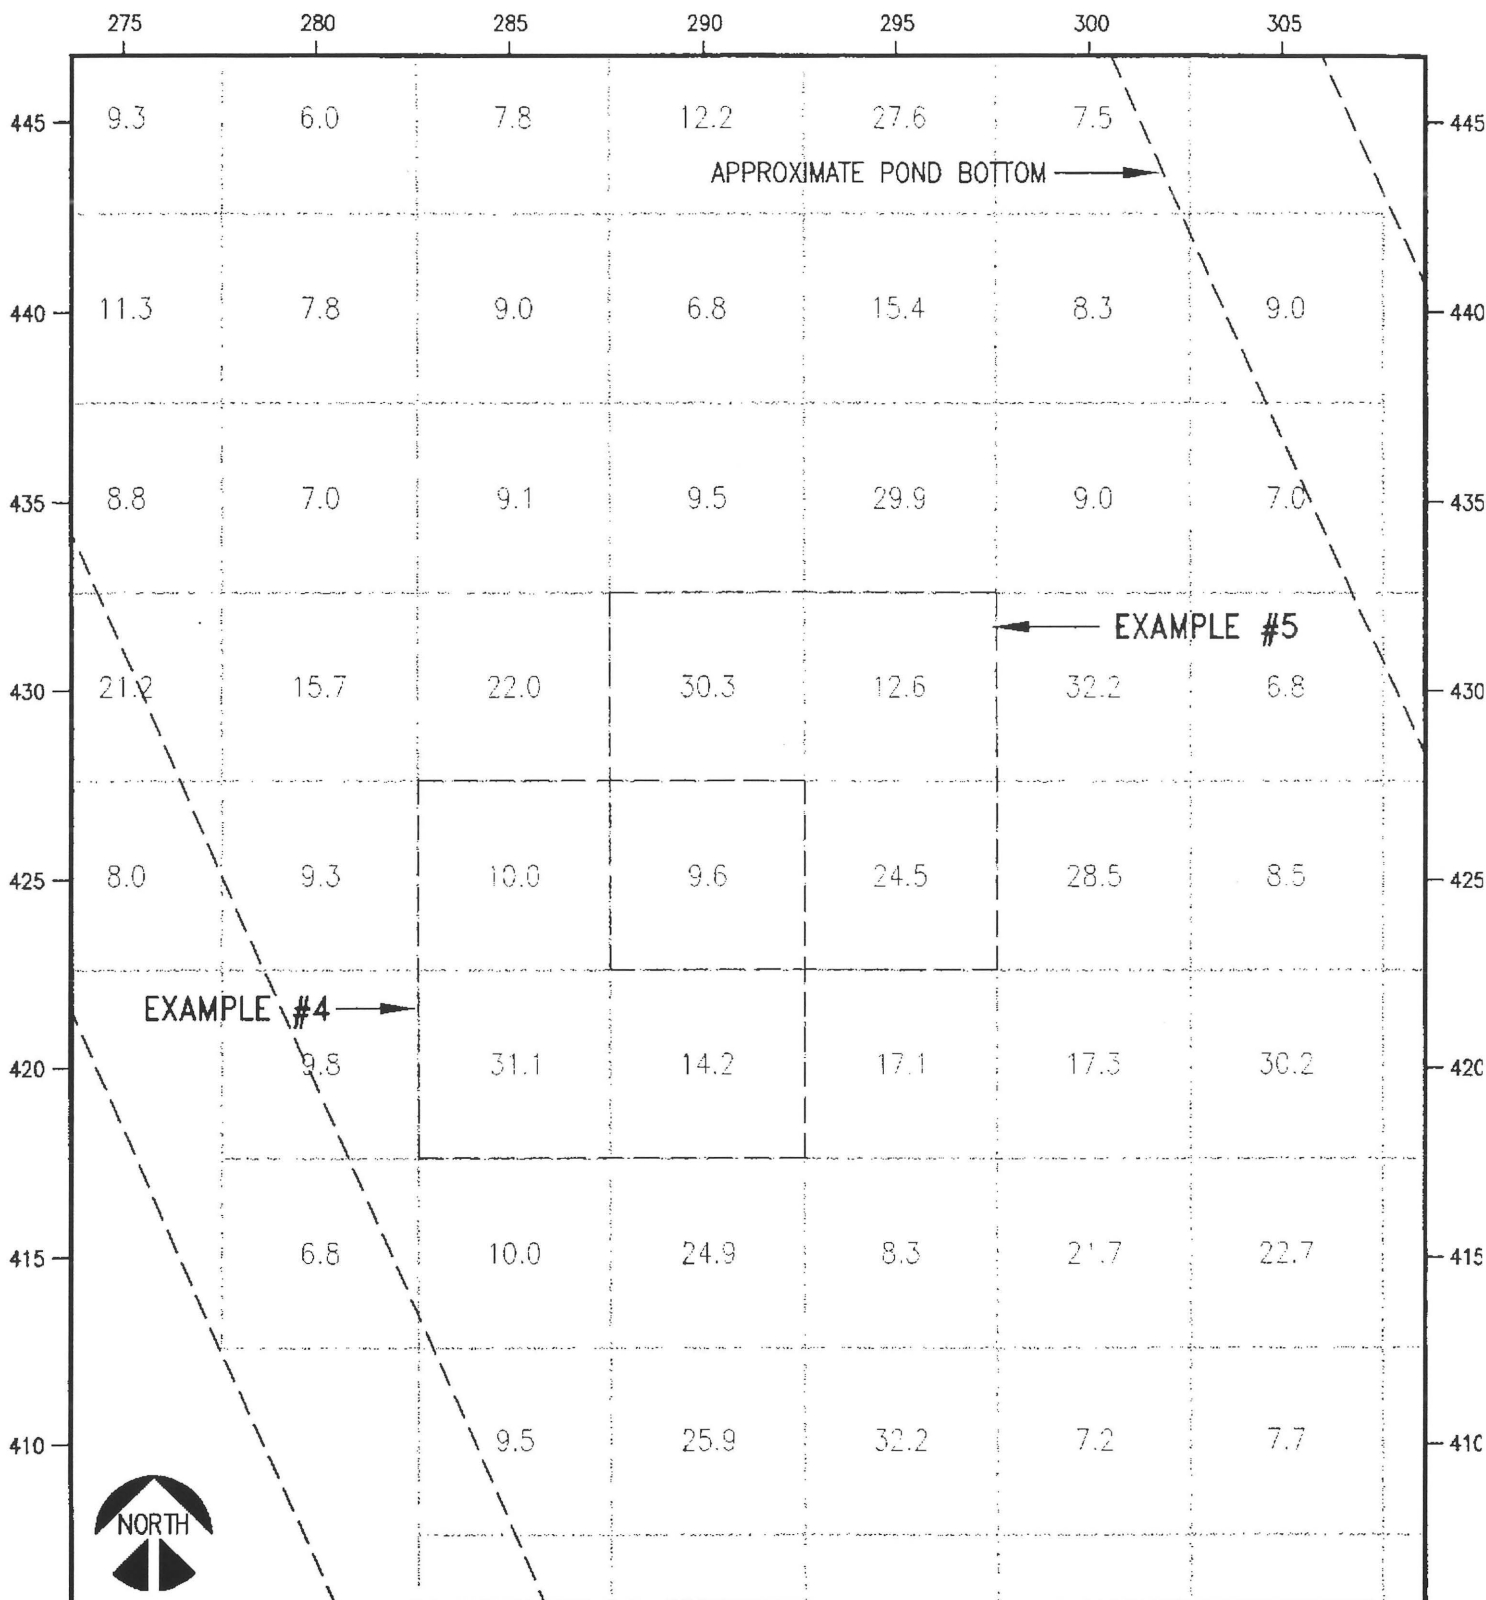 275 280 285 290 295 300 305
445 9.3 6.0 7.8 12.2 27.6 7.5 445
APPROXIMATE POND BOTTOM
440 11.3 7.8 9.0 6.8 15.4 8.3 9.0 440
435 8.8 7.0 9.1 9.5 29.9 9.0 7.0 435
EXAMPLE #5
430 21.2 15.7 22.0 30.3 12.6 32.2 6.8 430
425 8.0 9.3 10.0 9.6 24.5 28.5 8.5 425
EXAMPLE #4
420 9.8 31.1 14.2 17.1 17.3 30.2 420
415 6.8 10.0 24.9 8.3 21.7 22.7 415
410 9.5 25.9 32.2 7.2 7.7 410
NORTH